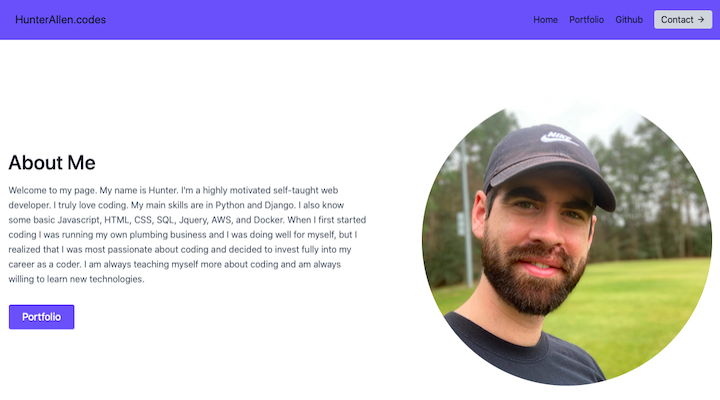 HunterAllen.codes
Home Portfolio Github Contact →
About Me
Welcome to my page. My name is Hunter. I'm a highly motivated self-taught web
developer. I truly love coding. My main skills are in Python and Django. I also know
some basic Javascript, HTML, CSS, SQL, Jquery, AWS, and Docker. When I first started
coding I was running my own plumbing business and I was doing well for myself, but I
realized that I was most passionate about coding and decided to invest fully into my
career as a coder. I am always teaching myself more about coding and am always
willing to learn new technologies.
Portfolio
NIKE